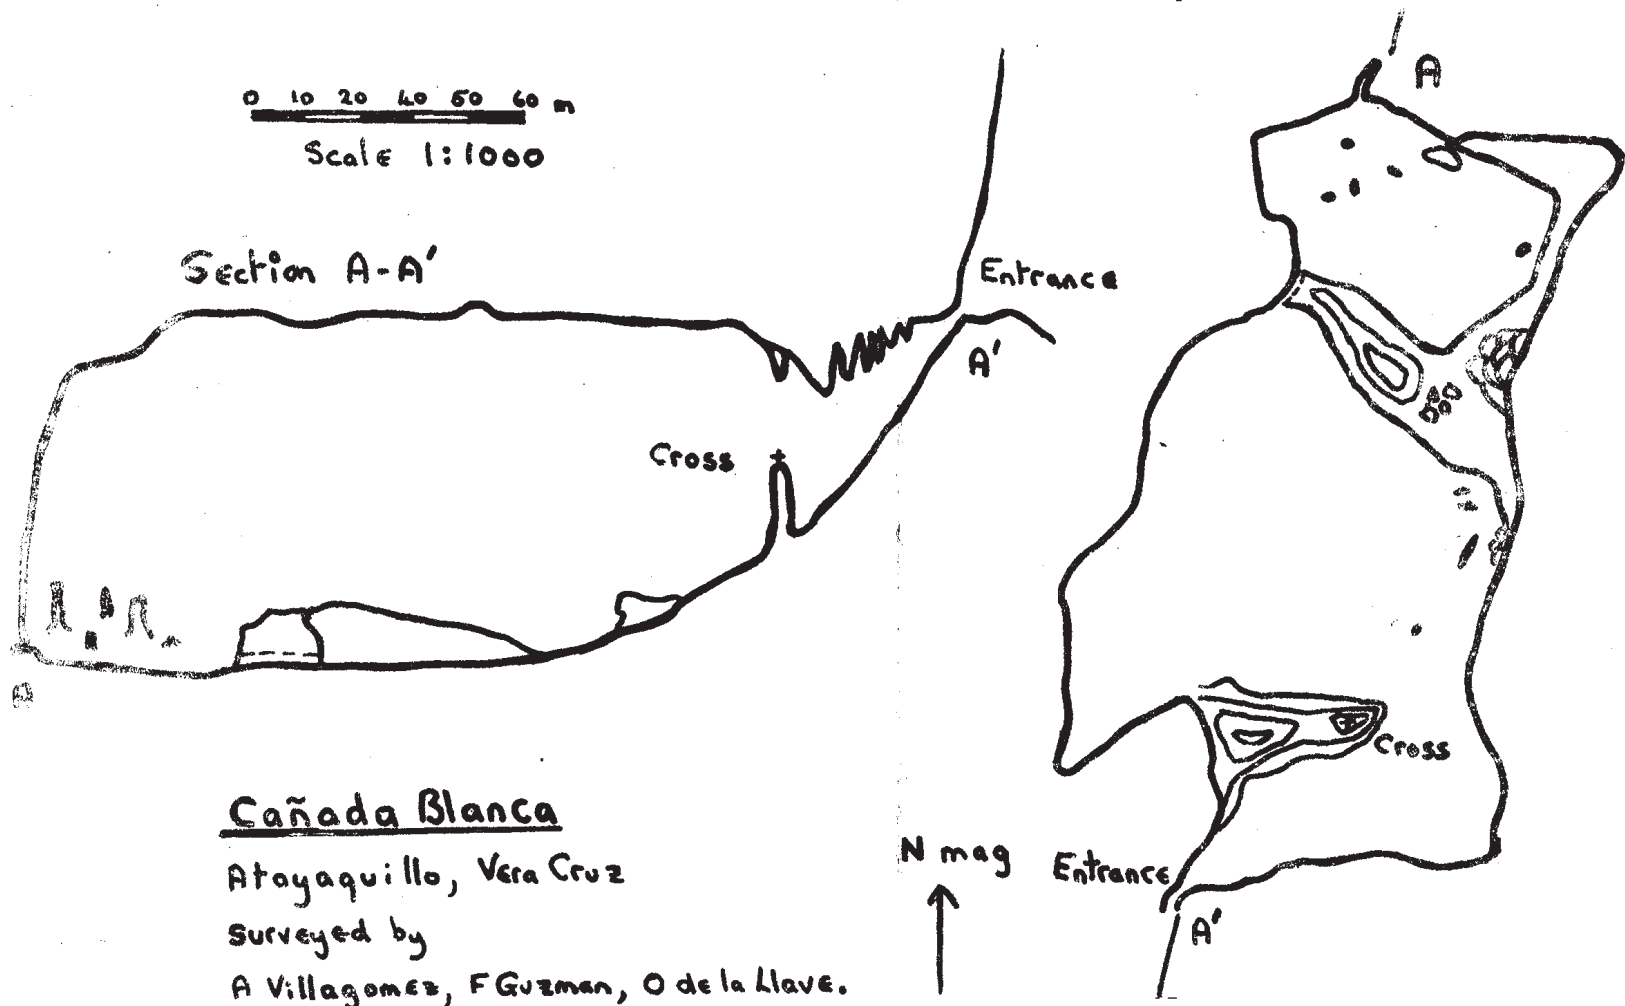 0 10 20 40 50 60 m
Scale 1:1000
Section A-A'
Entrance
A'
Cross
A
Cañada Blanca
Atoyaquillo, Vera Cruz
Surveyed by
A Villagomez, F Guzman, O de la Llave.
N mag
A
Cross
Entrance
A'